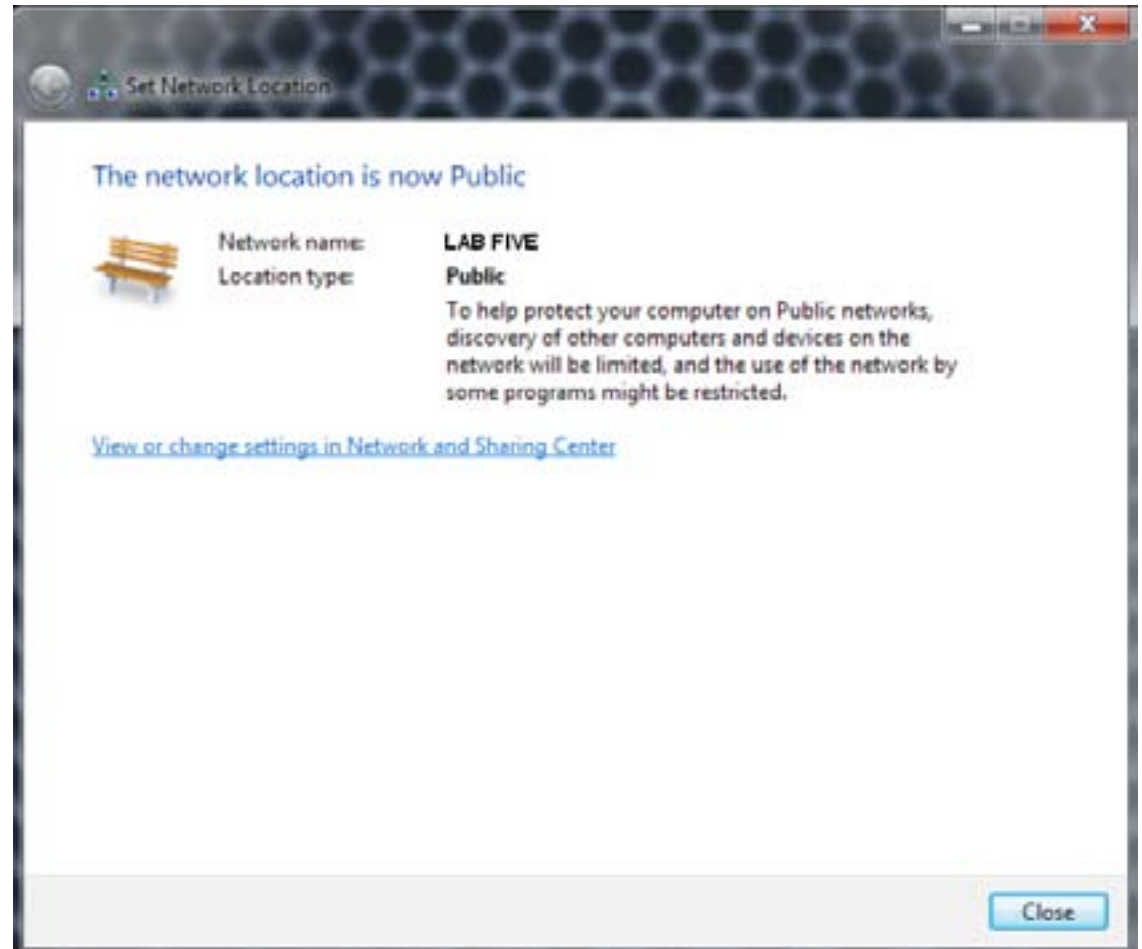 Set Network Location
The network location is now Public
Network name: LAB FIVE
Location type: Public
To help protect your computer on Public networks,
discovery of other computers and devices on the
network will be limited, and the use of the network by
some programs might be restricted.
View or change settings in Network and Sharing Center
Close